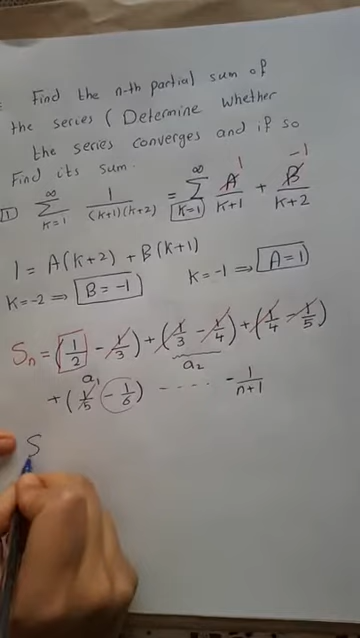 Find the n-th partial sum of
the series (Determine whether
the series converges and if so
Find its sum.
1 ∞ ∑ K=1 1/(k+1)(k+2) = ∞ ∑ K=1 A 1/K+1 + B -1/K+2
1 = A(K+2) + B(K+1)
K=-2 ⇒ B=-1 K=-1 ⇒ A=1
Sn = (1/2 - 1/3) + (1/3 - 1/4) + (1/4 - 1/5)
a1 a2
+ (1/5 - 1/6) ---- - 1/n+1
S